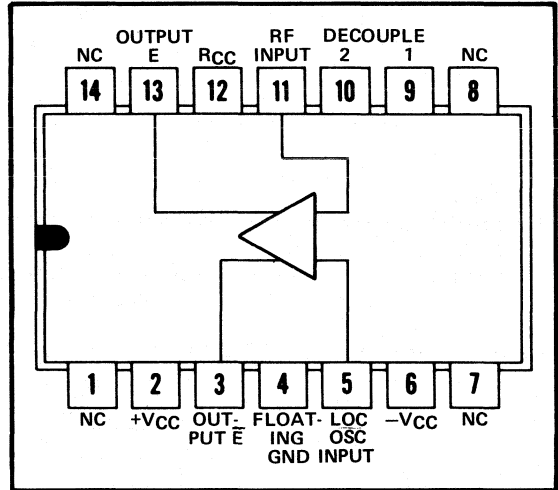 OUTPUT RF DECOUPLE
NC E RCC INPUT 2 1 NC
14 13 12 11 10 9 8
1 2 3 4 5 6 7
NC +VCC OUT- FLOAT- LOC -VCC NC
PUT E̅ ING OSC
GND INPUT